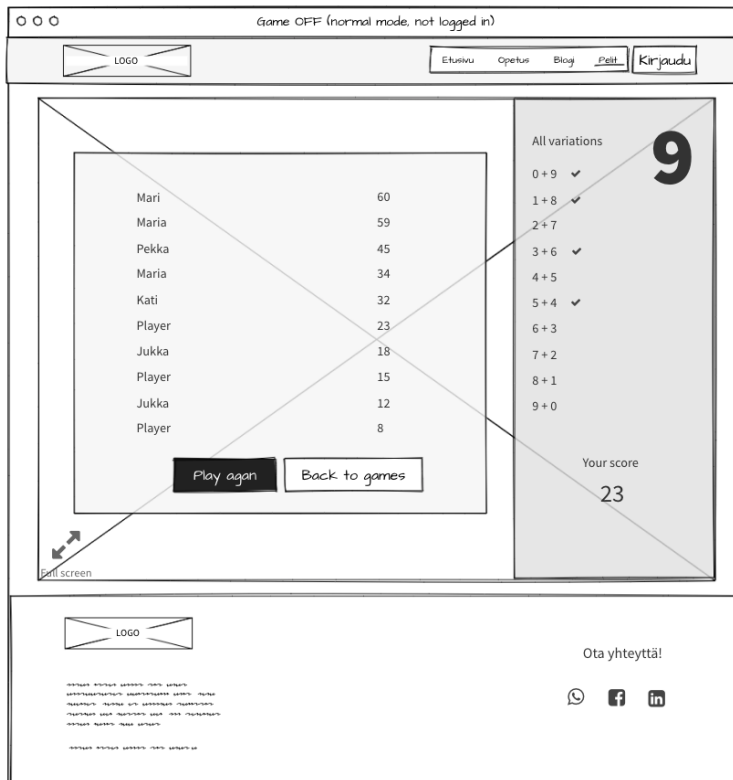 Game OFF (normal mode, not logged in)
LOGO
Etusivu Opetus Blogi Pelit Kirjaudu
All variations
9
0 + 9
1 + 8
2 + 7
3 + 6
4 + 5
5 + 4
6 + 3
7 + 2
8 + 1
9 + 0
Your score
23
Mari 60
Maria 59
Pekka 45
Maria 34
Kati 32
Player 23
Jukka 18
Player 15
Jukka 12
Player 8
Play agan Back to games
Full screen
LOGO
Ota yhteyttä!